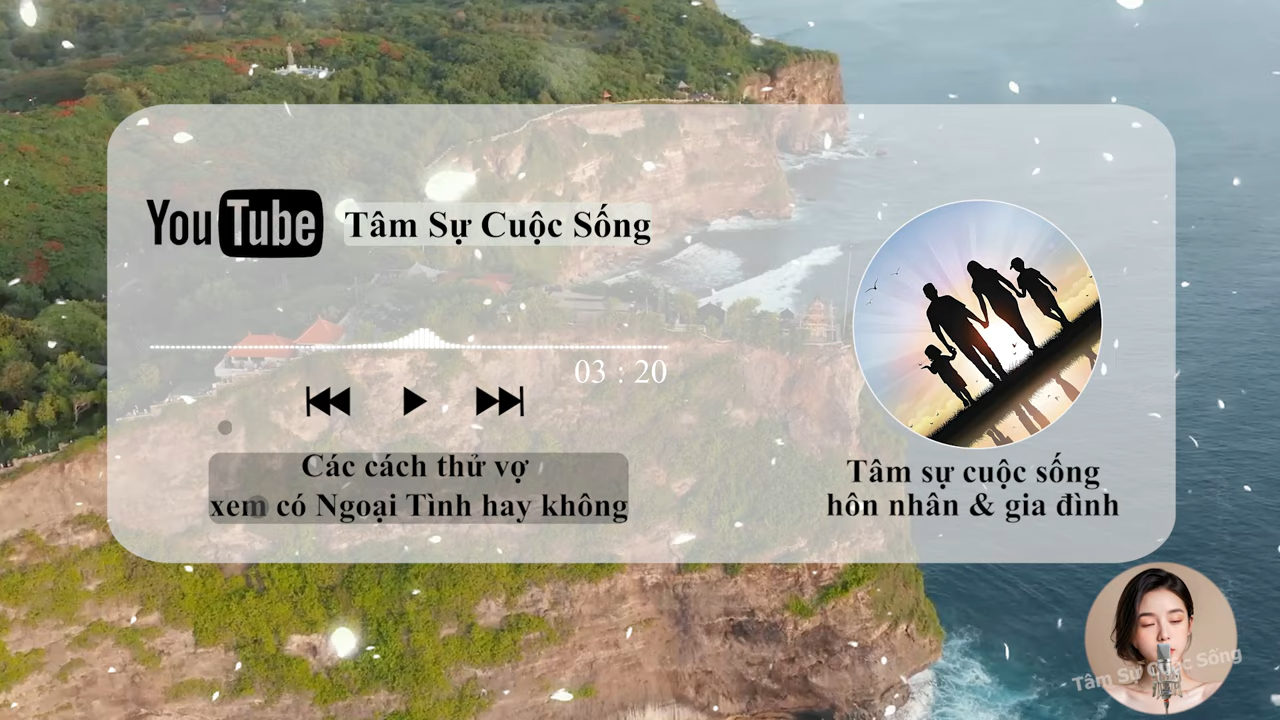 YouTube Tâm Sự Cuộc Sống
03 : 20
Các cách thử vợ
xem có Ngoại Tình hay không
Tâm sự cuộc sống
hôn nhân & gia đình
Tâm Sự Cuộc Sống